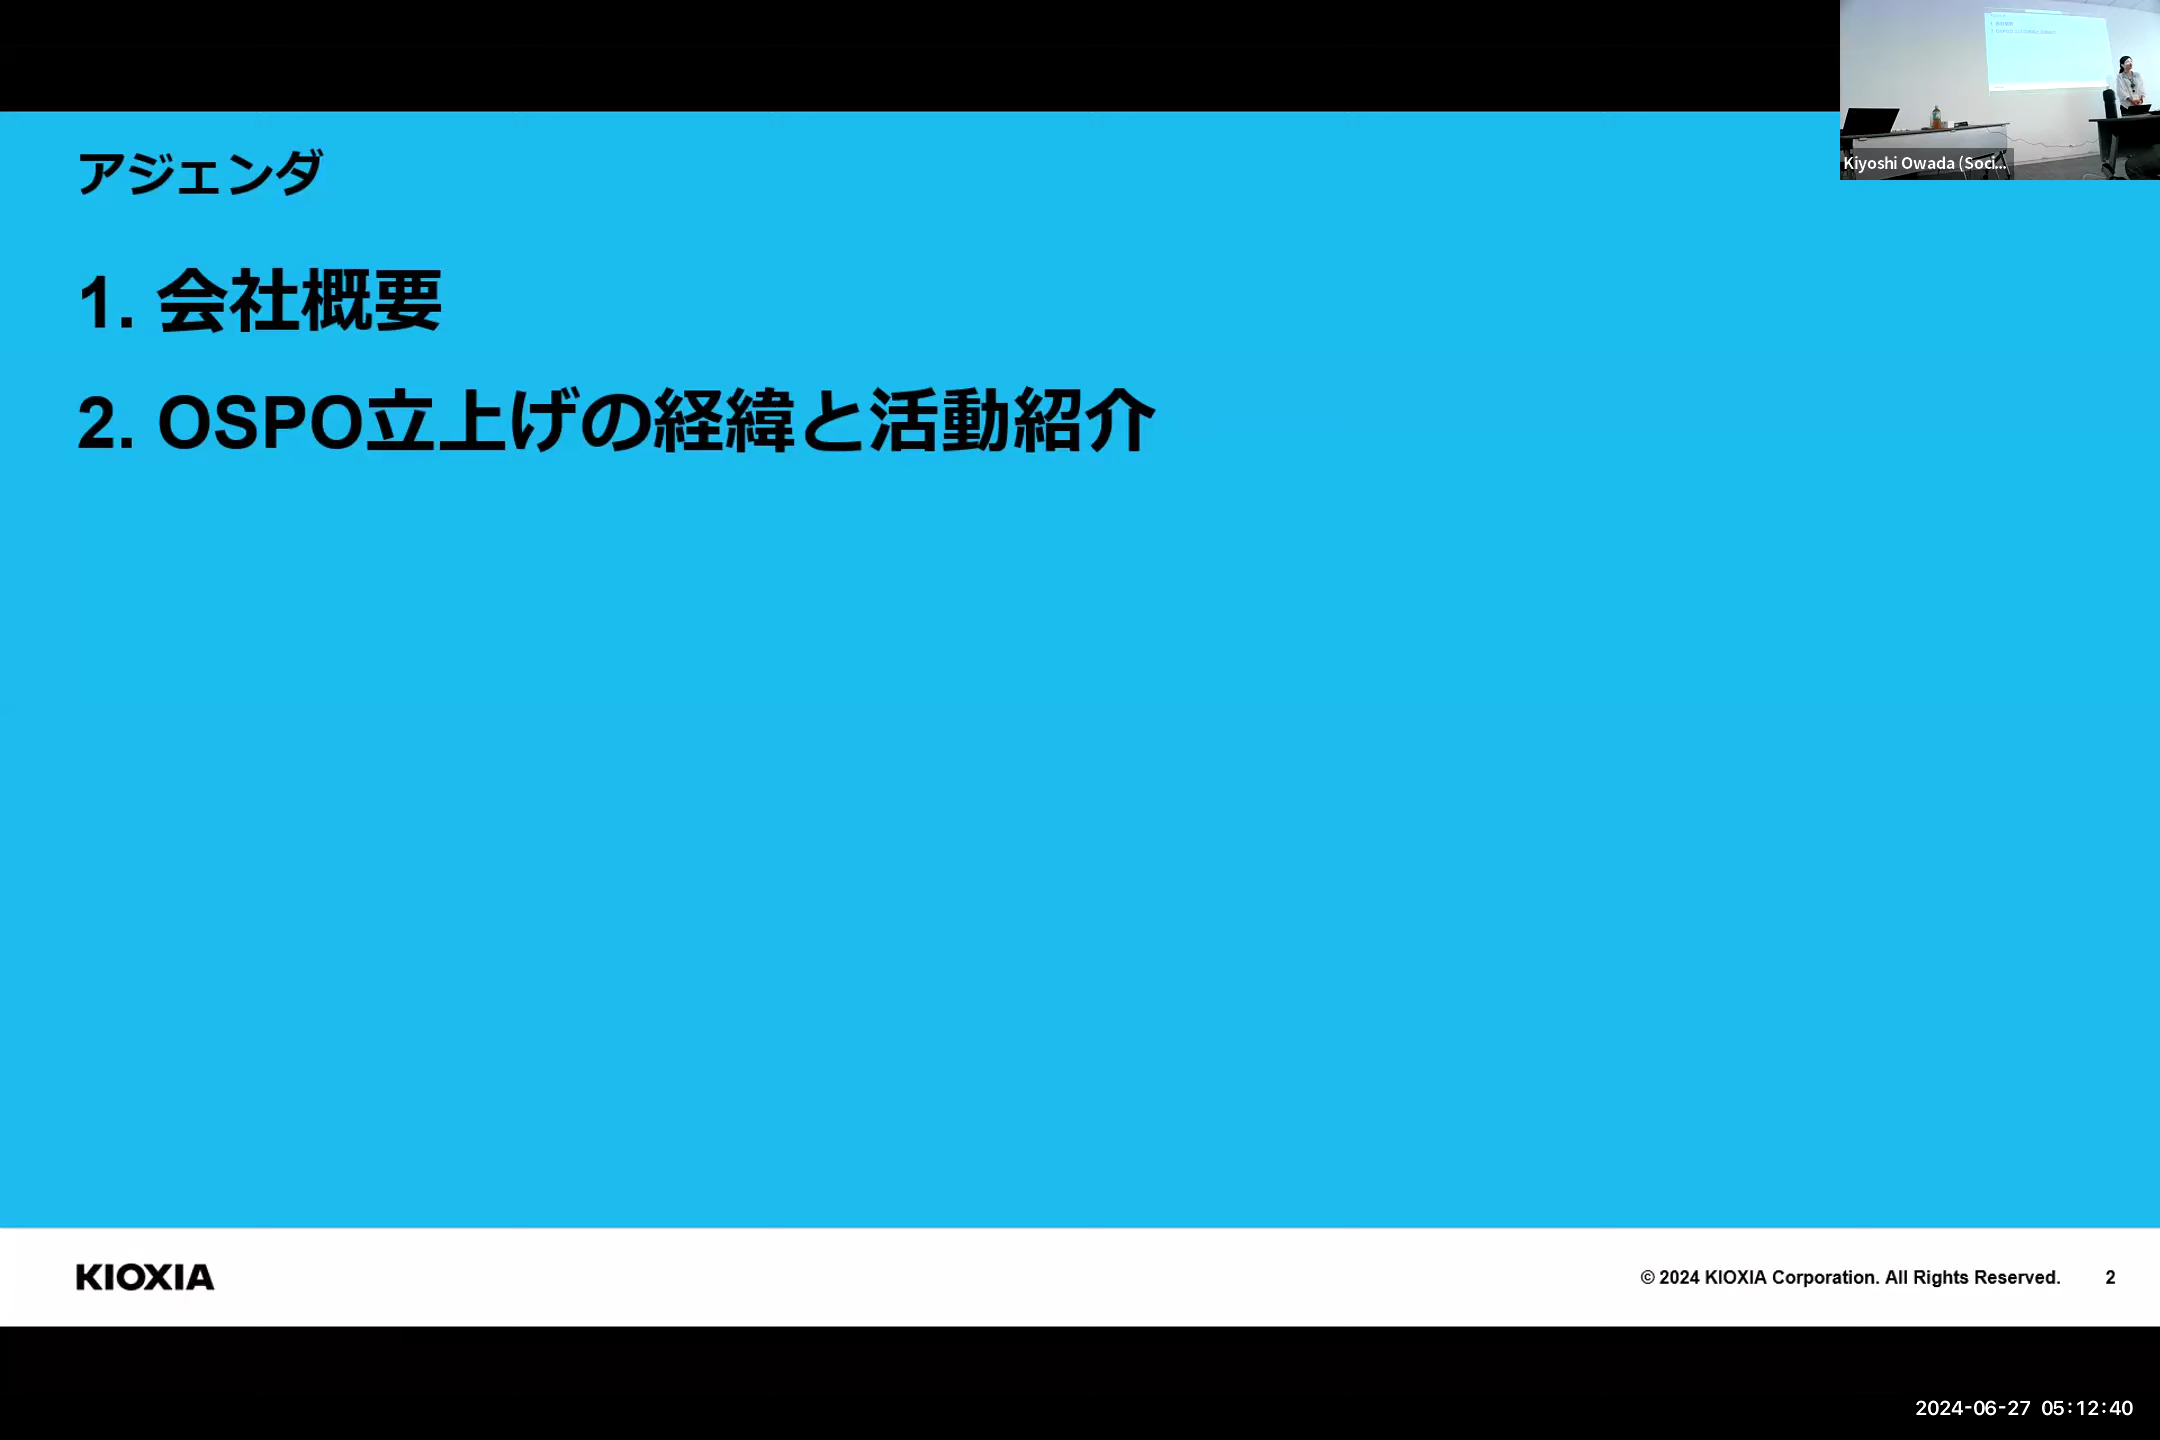 Kiyoshi Owada (Soci...
アジェンダ
1. 会社概要
2. OSPO立上げの経緯と活動紹介
KIOXIA
© 2024 KIOXIA Corporation. All Rights Reserved. 2
2024-06-27 05:12:40